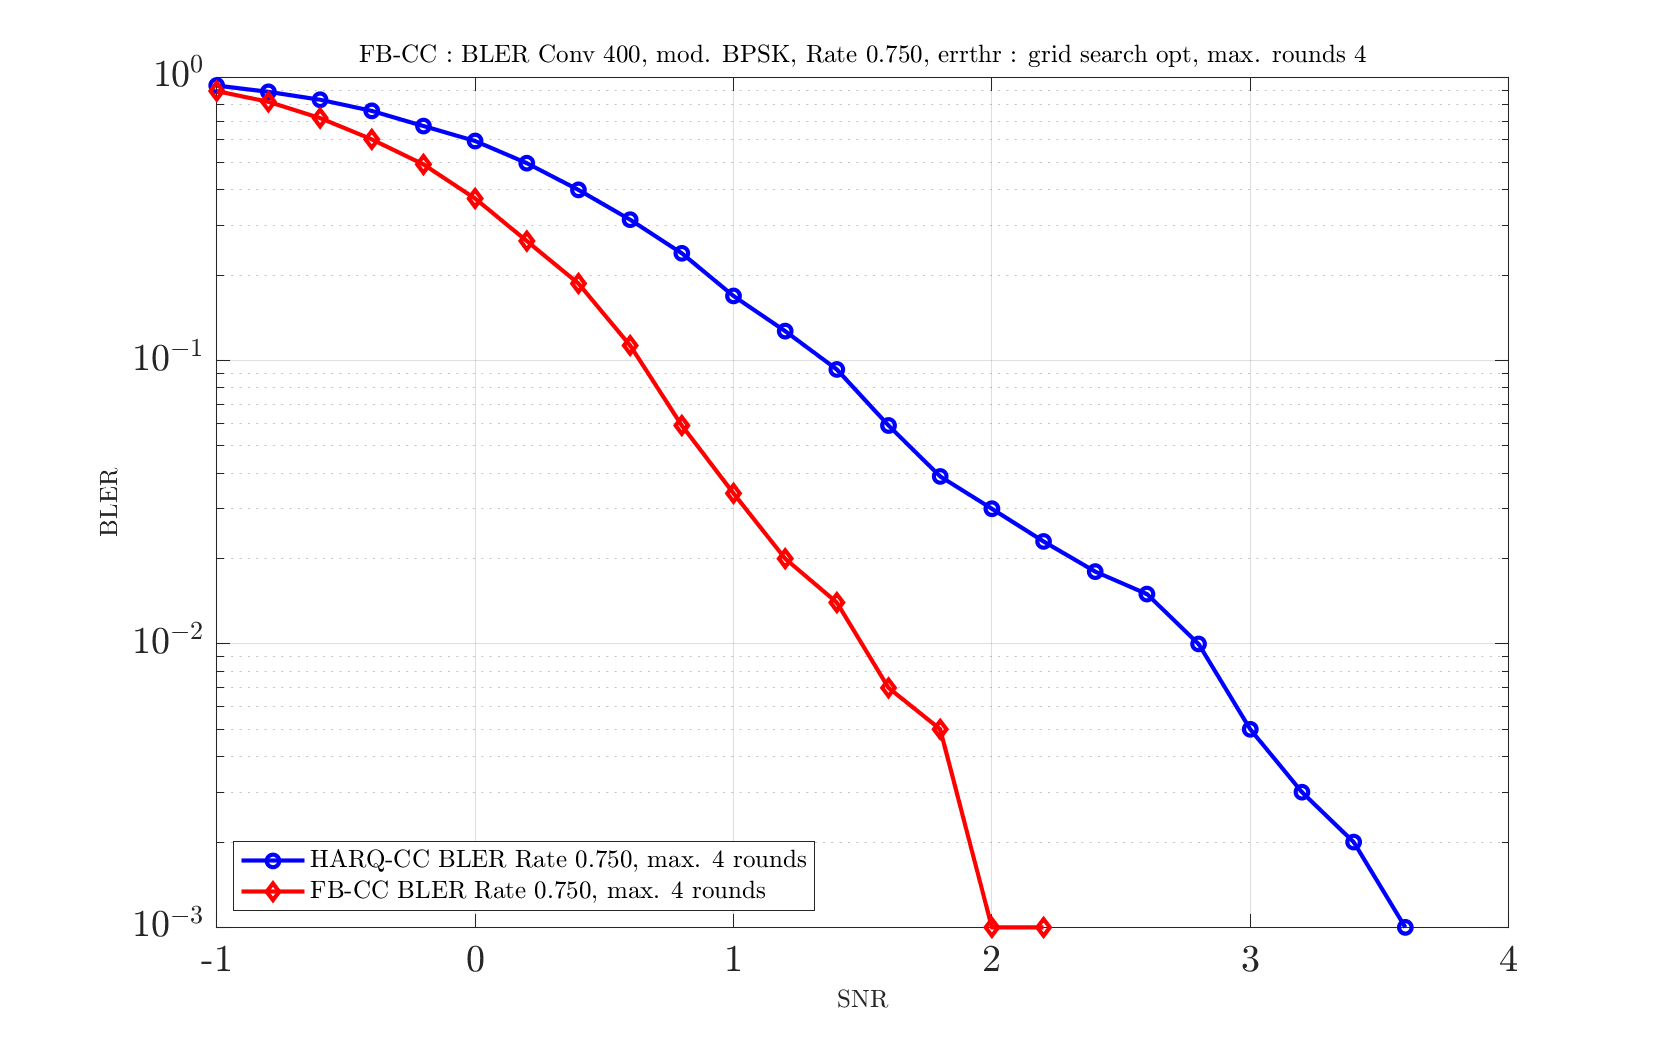 FB-CC : BLER Conv 400, mod. BPSK, Rate 0.750, errthr : grid search opt, max. rounds 4
10^0
10^−1
10^−2
10^−3
BLER
HARQ-CC BLER Rate 0.750, max. 4 rounds
FB-CC BLER Rate 0.750, max. 4 rounds
-1 0 1 2 3 4
SNR